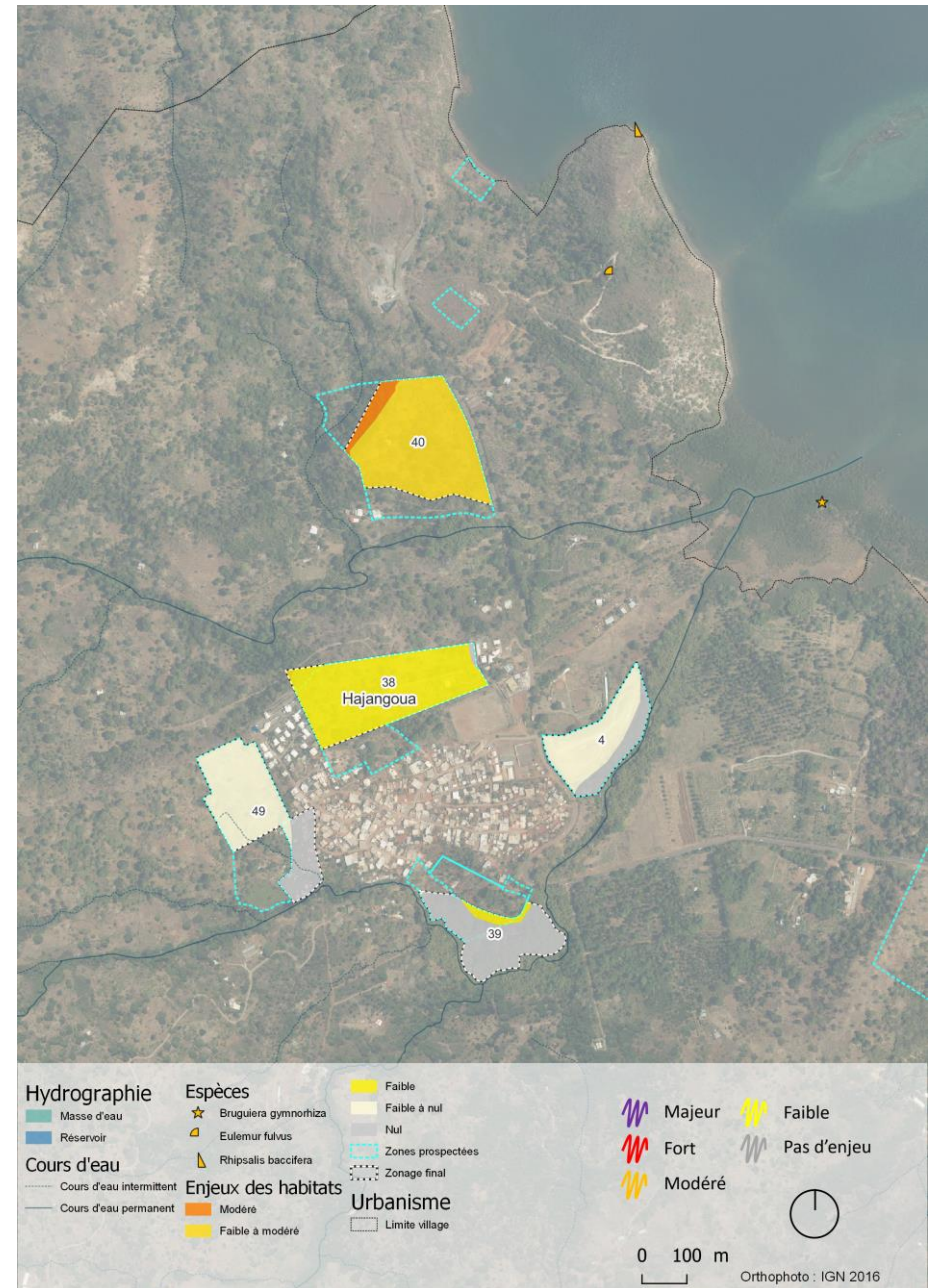 40
38
Hajangoua
4
49
39
Hydrographie
Masse d'eau
Réservoir
Cours d'eau
Cours d'eau intermittent
Cours d'eau permanent
Espèces
Bruguiera gymnorhiza
Eulemur fulvus
Rhipsalis baccifera
Enjeux des habitats
Modéré
Faible à modéré
Faible
Faible à nul
Nul
Zones prospectées
Zonage final
Urbanisme
Limite village
Majeur
Fort
Modéré
Faible
Pas d'enjeu
0 100 m
Orthophoto : IGN 2016